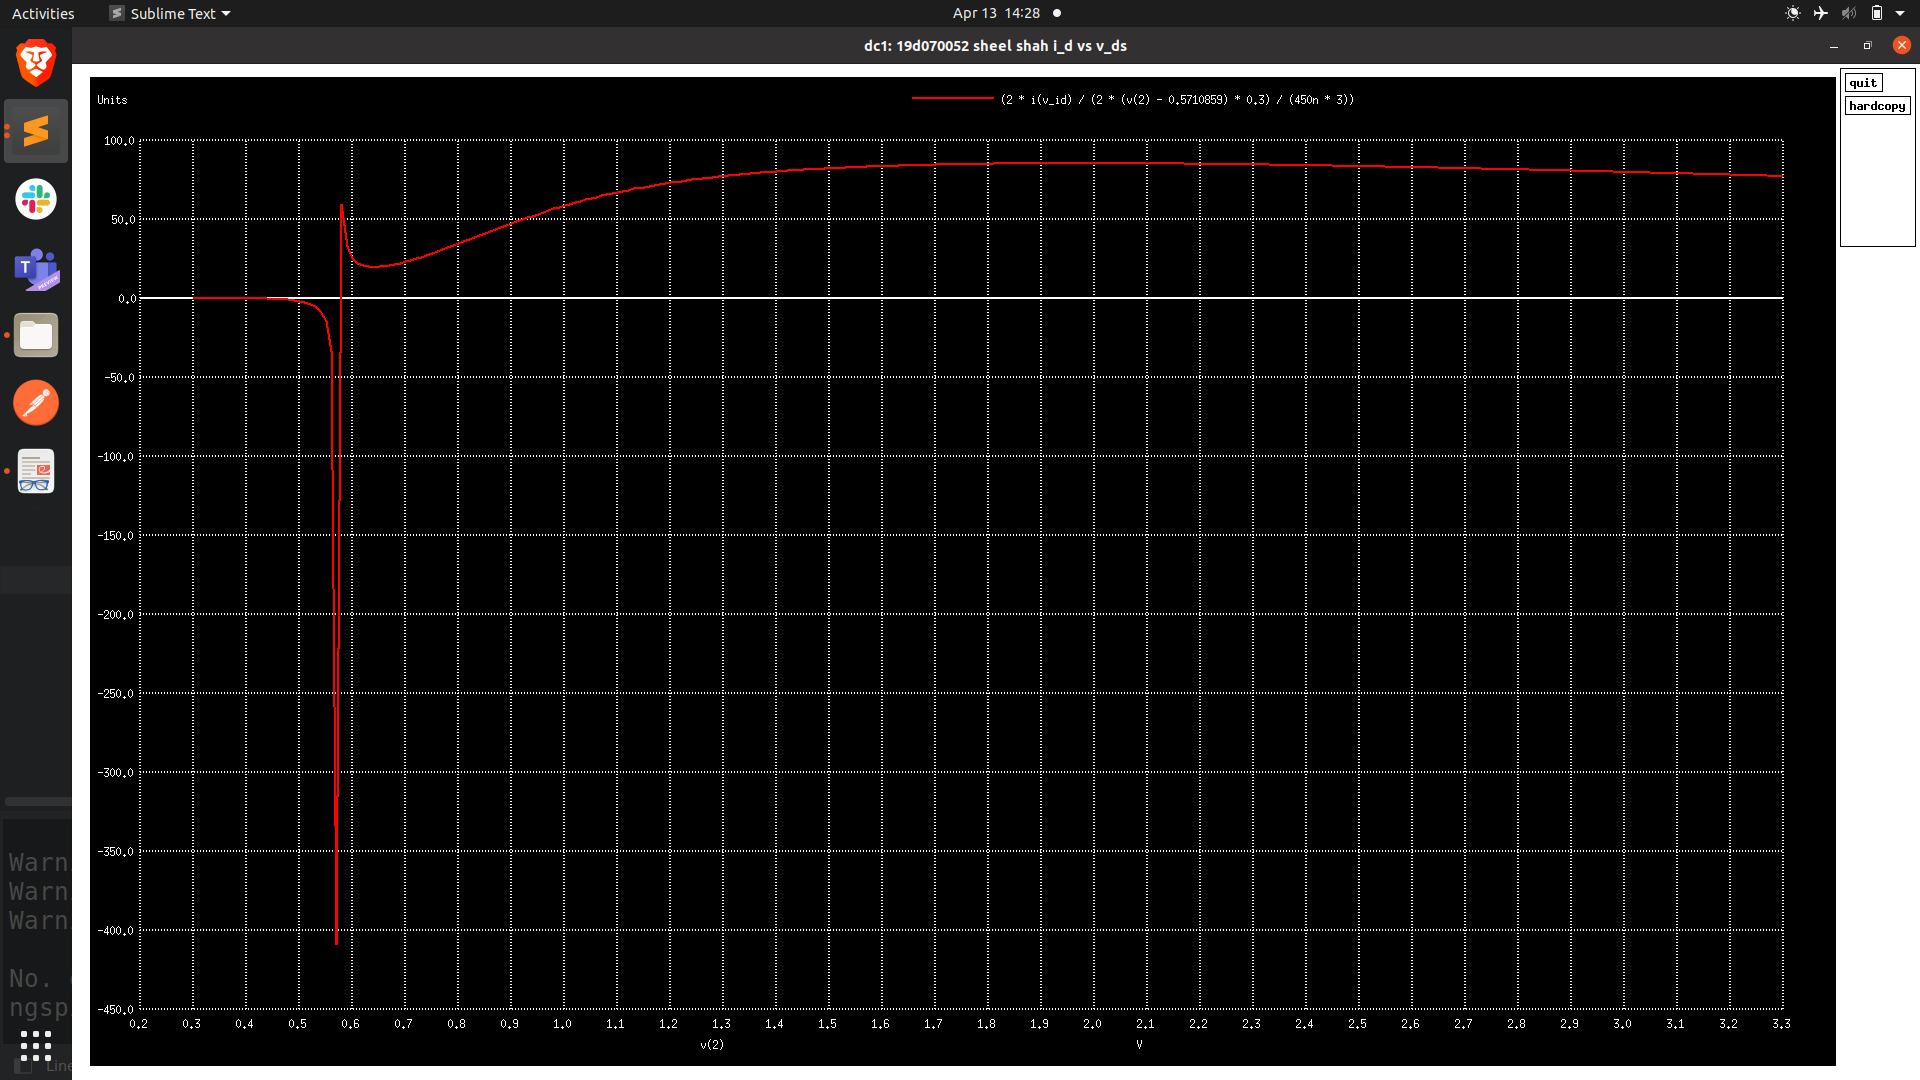 Activities
Sublime Text
Apr 13 14:28
dc1: 19d070052 sheel shah i_d vs v_ds
quit
hardcopy
Units
(2 * i(v_id) / (2 * (v(2) - 0.5710859) * 0.3) / (450n * 3))
100.0
50.0
0.0
-50.0
-100.0
-150.0
-200.0
-250.0
-300.0
-350.0
-400.0
-450.0
0.2 0.3 0.4 0.5 0.6 0.7 0.8 0.9 1.0 1.1 1.2 1.3 1.4 1.5 1.6 1.7 1.8 1.9 2.0 2.1 2.2 2.3 2.4 2.5 2.6 2.7 2.8 2.9 3.0 3.1 3.2 3.3
v(2) V
T
PREVIEW
Warn
Warn
Warn
No.
ngsp
Line